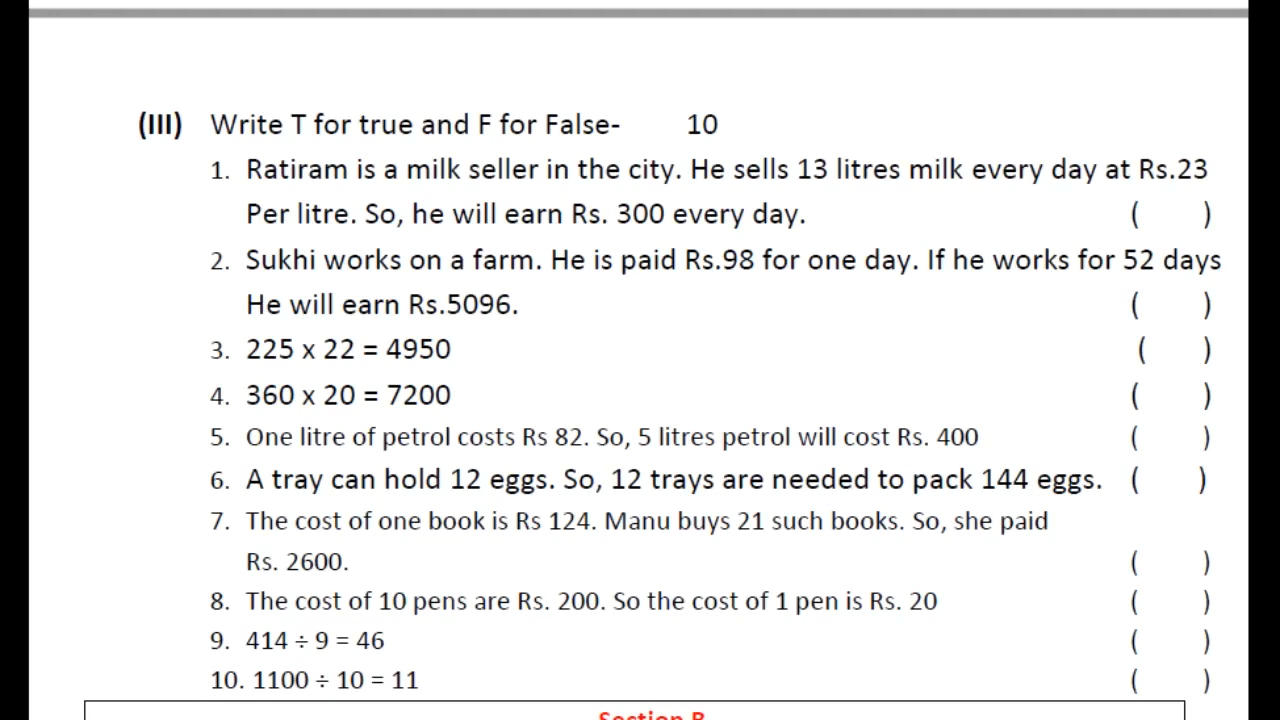 (III) Write T for true and F for False- 10
1. Ratiram is a milk seller in the city. He sells 13 litres milk every day at Rs.23
Per litre. So, he will earn Rs. 300 every day. ( )
2. Sukhi works on a farm. He is paid Rs.98 for one day. If he works for 52 days
He will earn Rs.5096. ( )
3. 225 x 22 = 4950 ( )
4. 360 x 20 = 7200 ( )
5. One litre of petrol costs Rs 82. So, 5 litres petrol will cost Rs. 400 ( )
6. A tray can hold 12 eggs. So, 12 trays are needed to pack 144 eggs. ( )
7. The cost of one book is Rs 124. Manu buys 21 such books. So, she paid
Rs. 2600. ( )
8. The cost of 10 pens are Rs. 200. So the cost of 1 pen is Rs. 20 ( )
9. 414 ÷ 9 = 46 ( )
10. 1100 ÷ 10 = 11 ( )
Section B